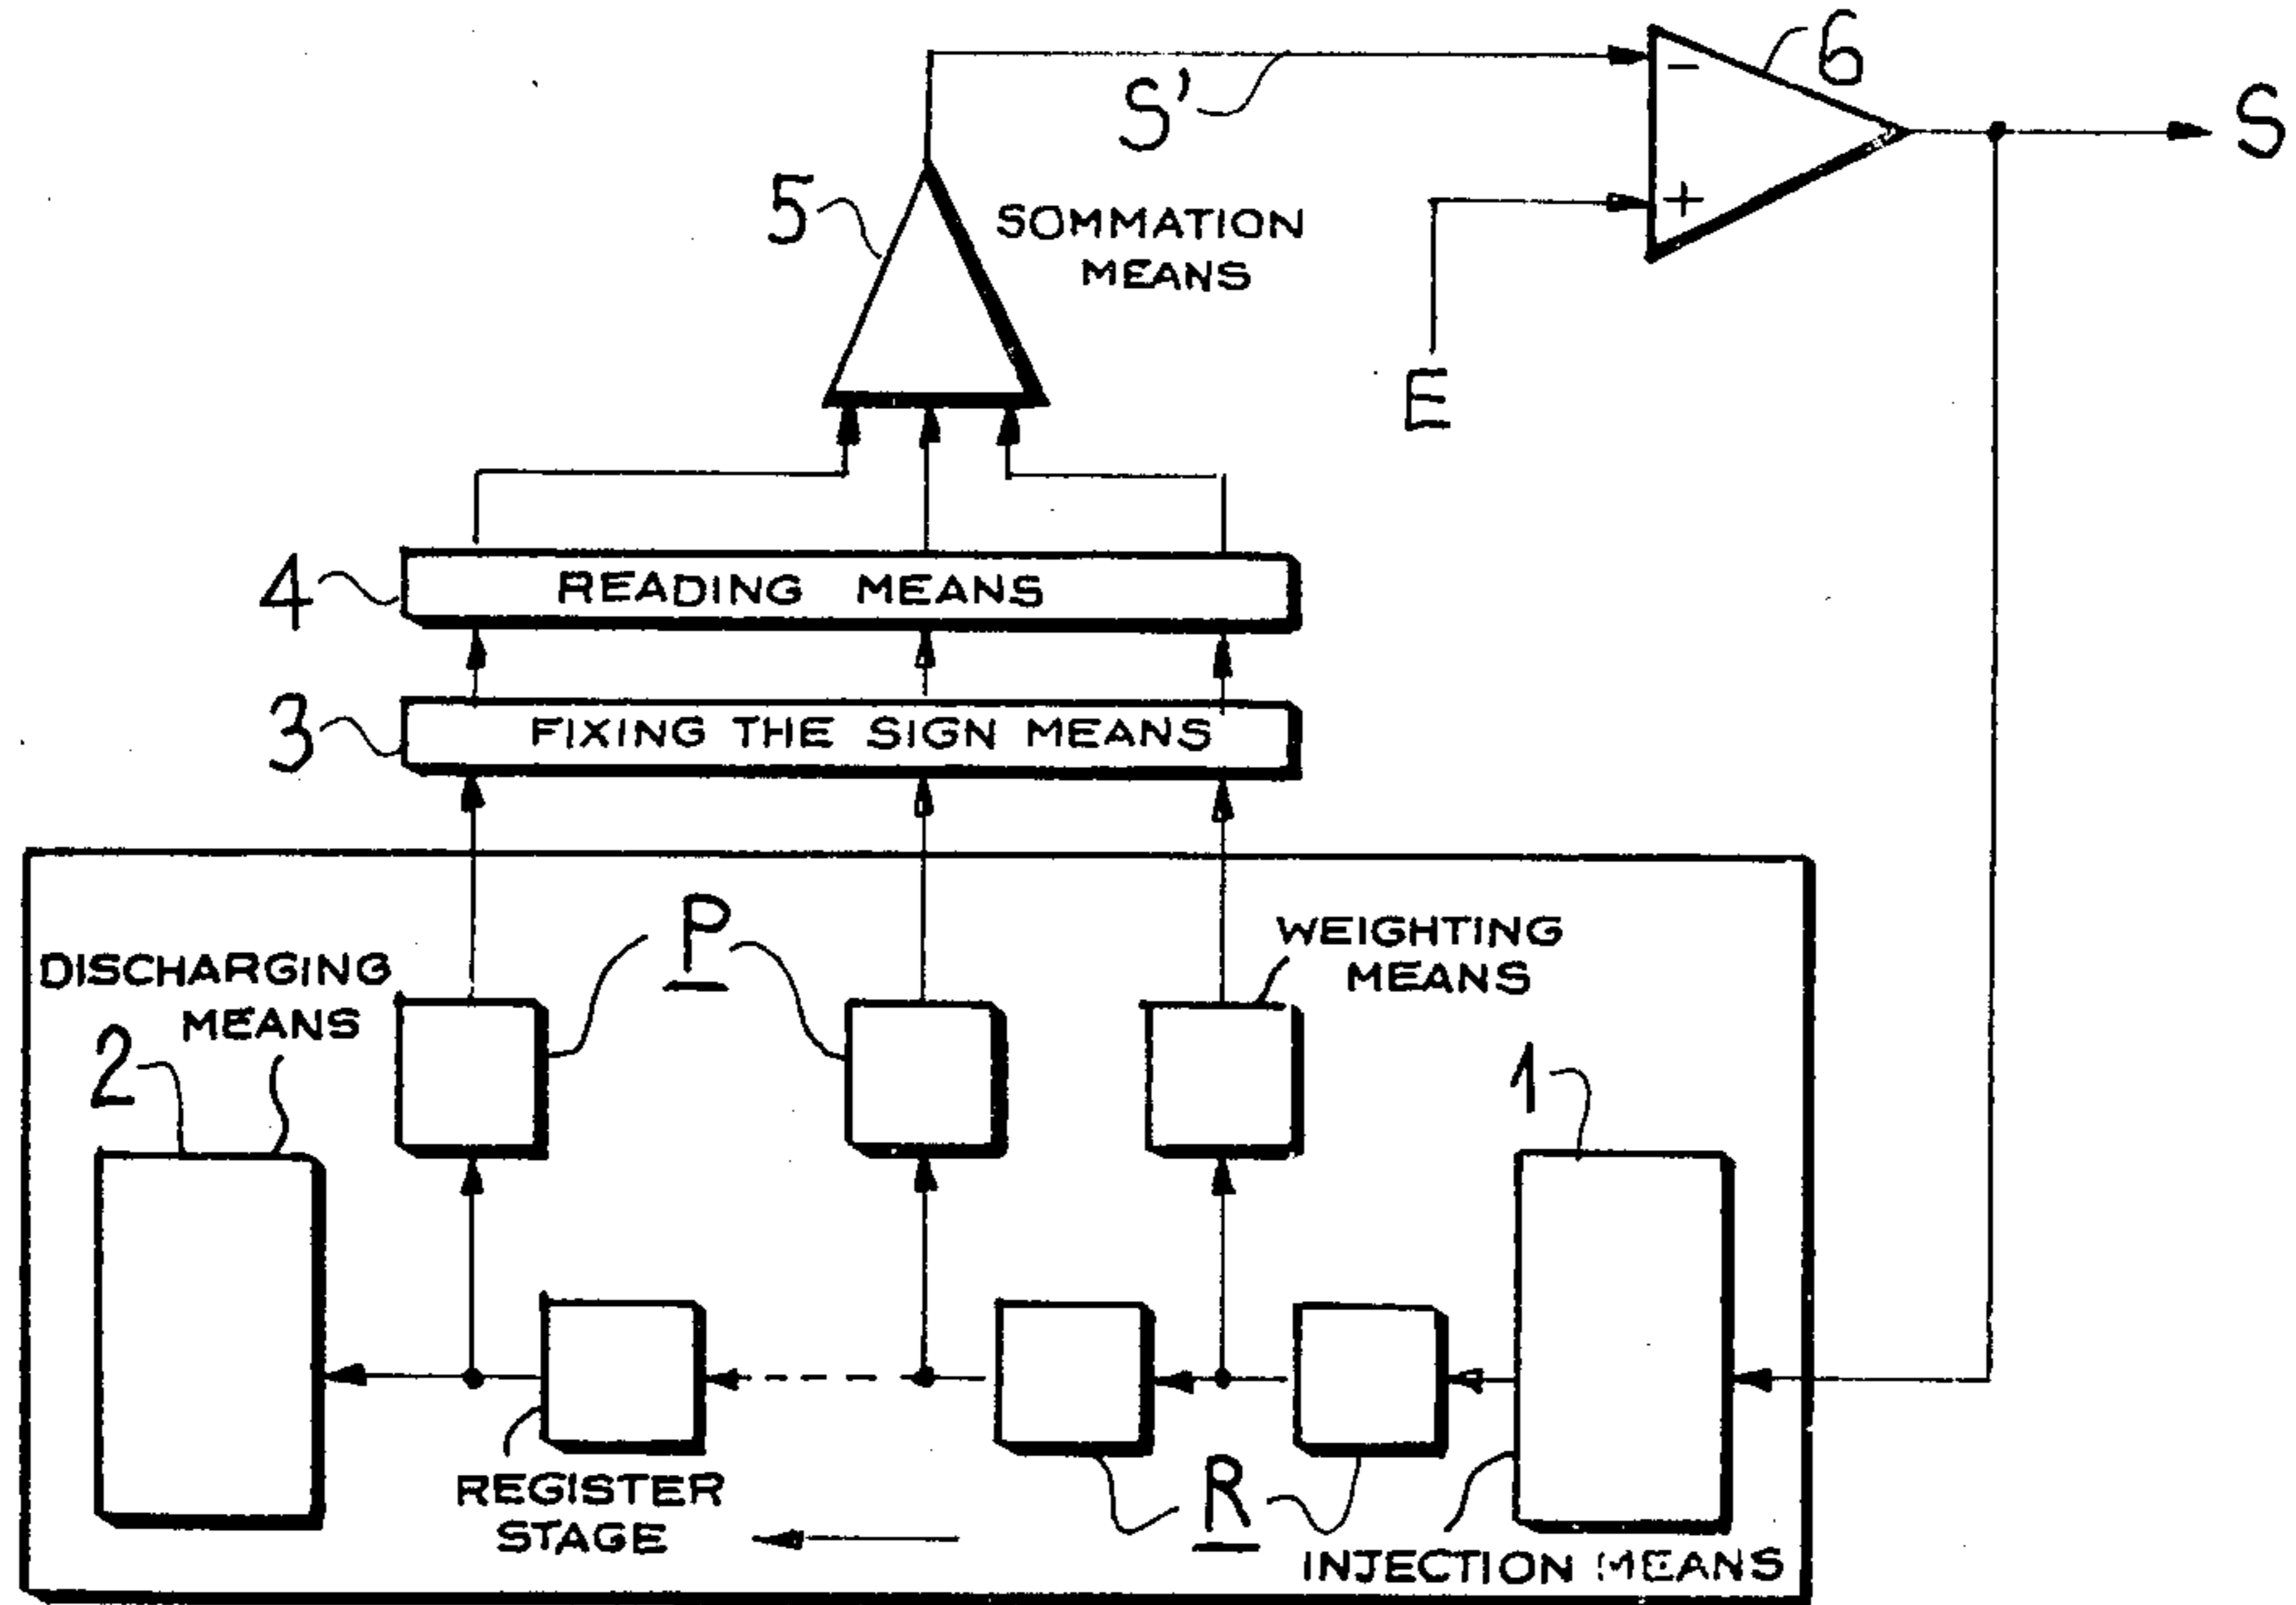 6
S'
S
-
+
5
SOMMATION
MEANS
E
4
READING MEANS
3
FIXING THE SIGN MEANS
P
WEIGHTING
MEANS
DISCHARGING
MEANS
2
1
R
REGISTER
STAGE
INJECTION MEANS